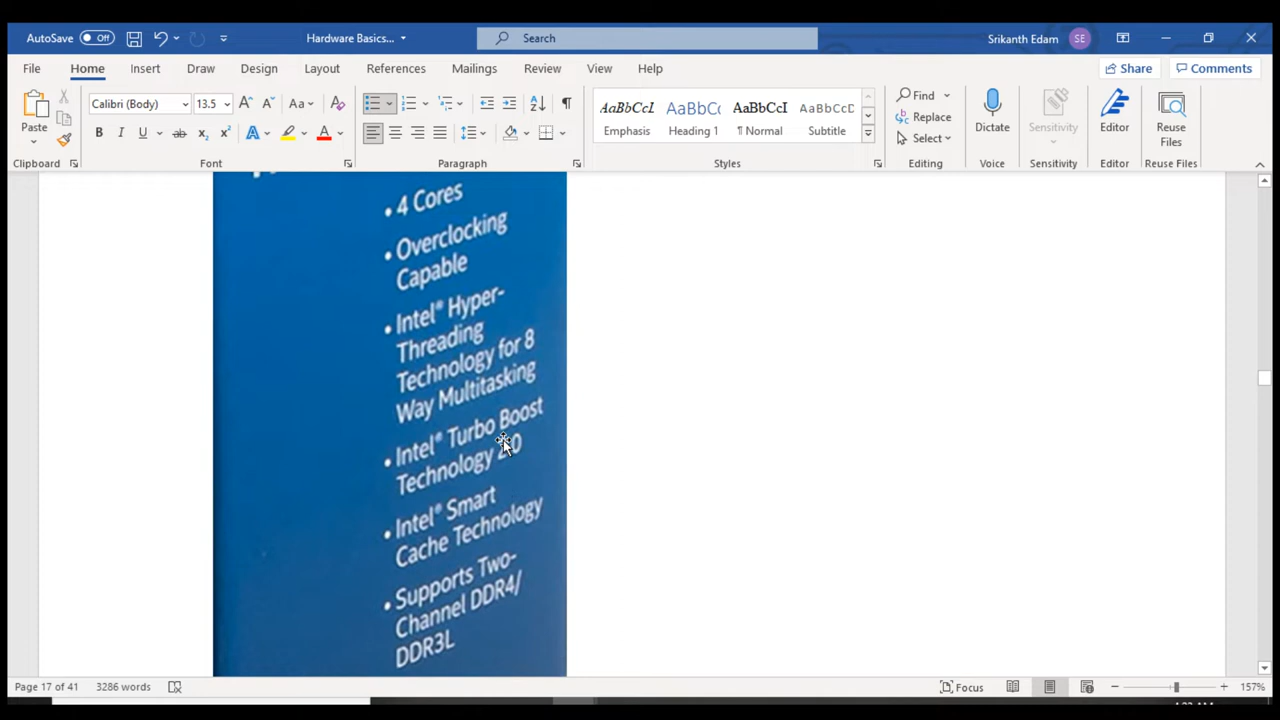 AutoSave Off Hardware Basics... Search Srikanth Edam SE
File Home Insert Draw Design Layout References Mailings Review View Help Share Comments
Calibri (Body) 13.5 Aa
AaBbCcI AaBbCc AaBbCcI AaBbCcD
Find
Replace
Select
Paste Emphasis Heading 1 ¶ Normal Subtitle Dictate Sensitivity Editor Reuse
Files
Clipboard Font Paragraph Styles Editing Voice Sensitivity Editor Reuse Files
• 4 Cores
• Overclocking
Capable
• Intel® Hyper-
Threading
Technology for 8
Way Multitasking
• Intel® Turbo Boost
Technology 2.0
• Intel® Smart
Cache Technology
• Supports Two-
Channel DDR4/
DDR3L
Page 17 of 41 3286 words Focus 157%